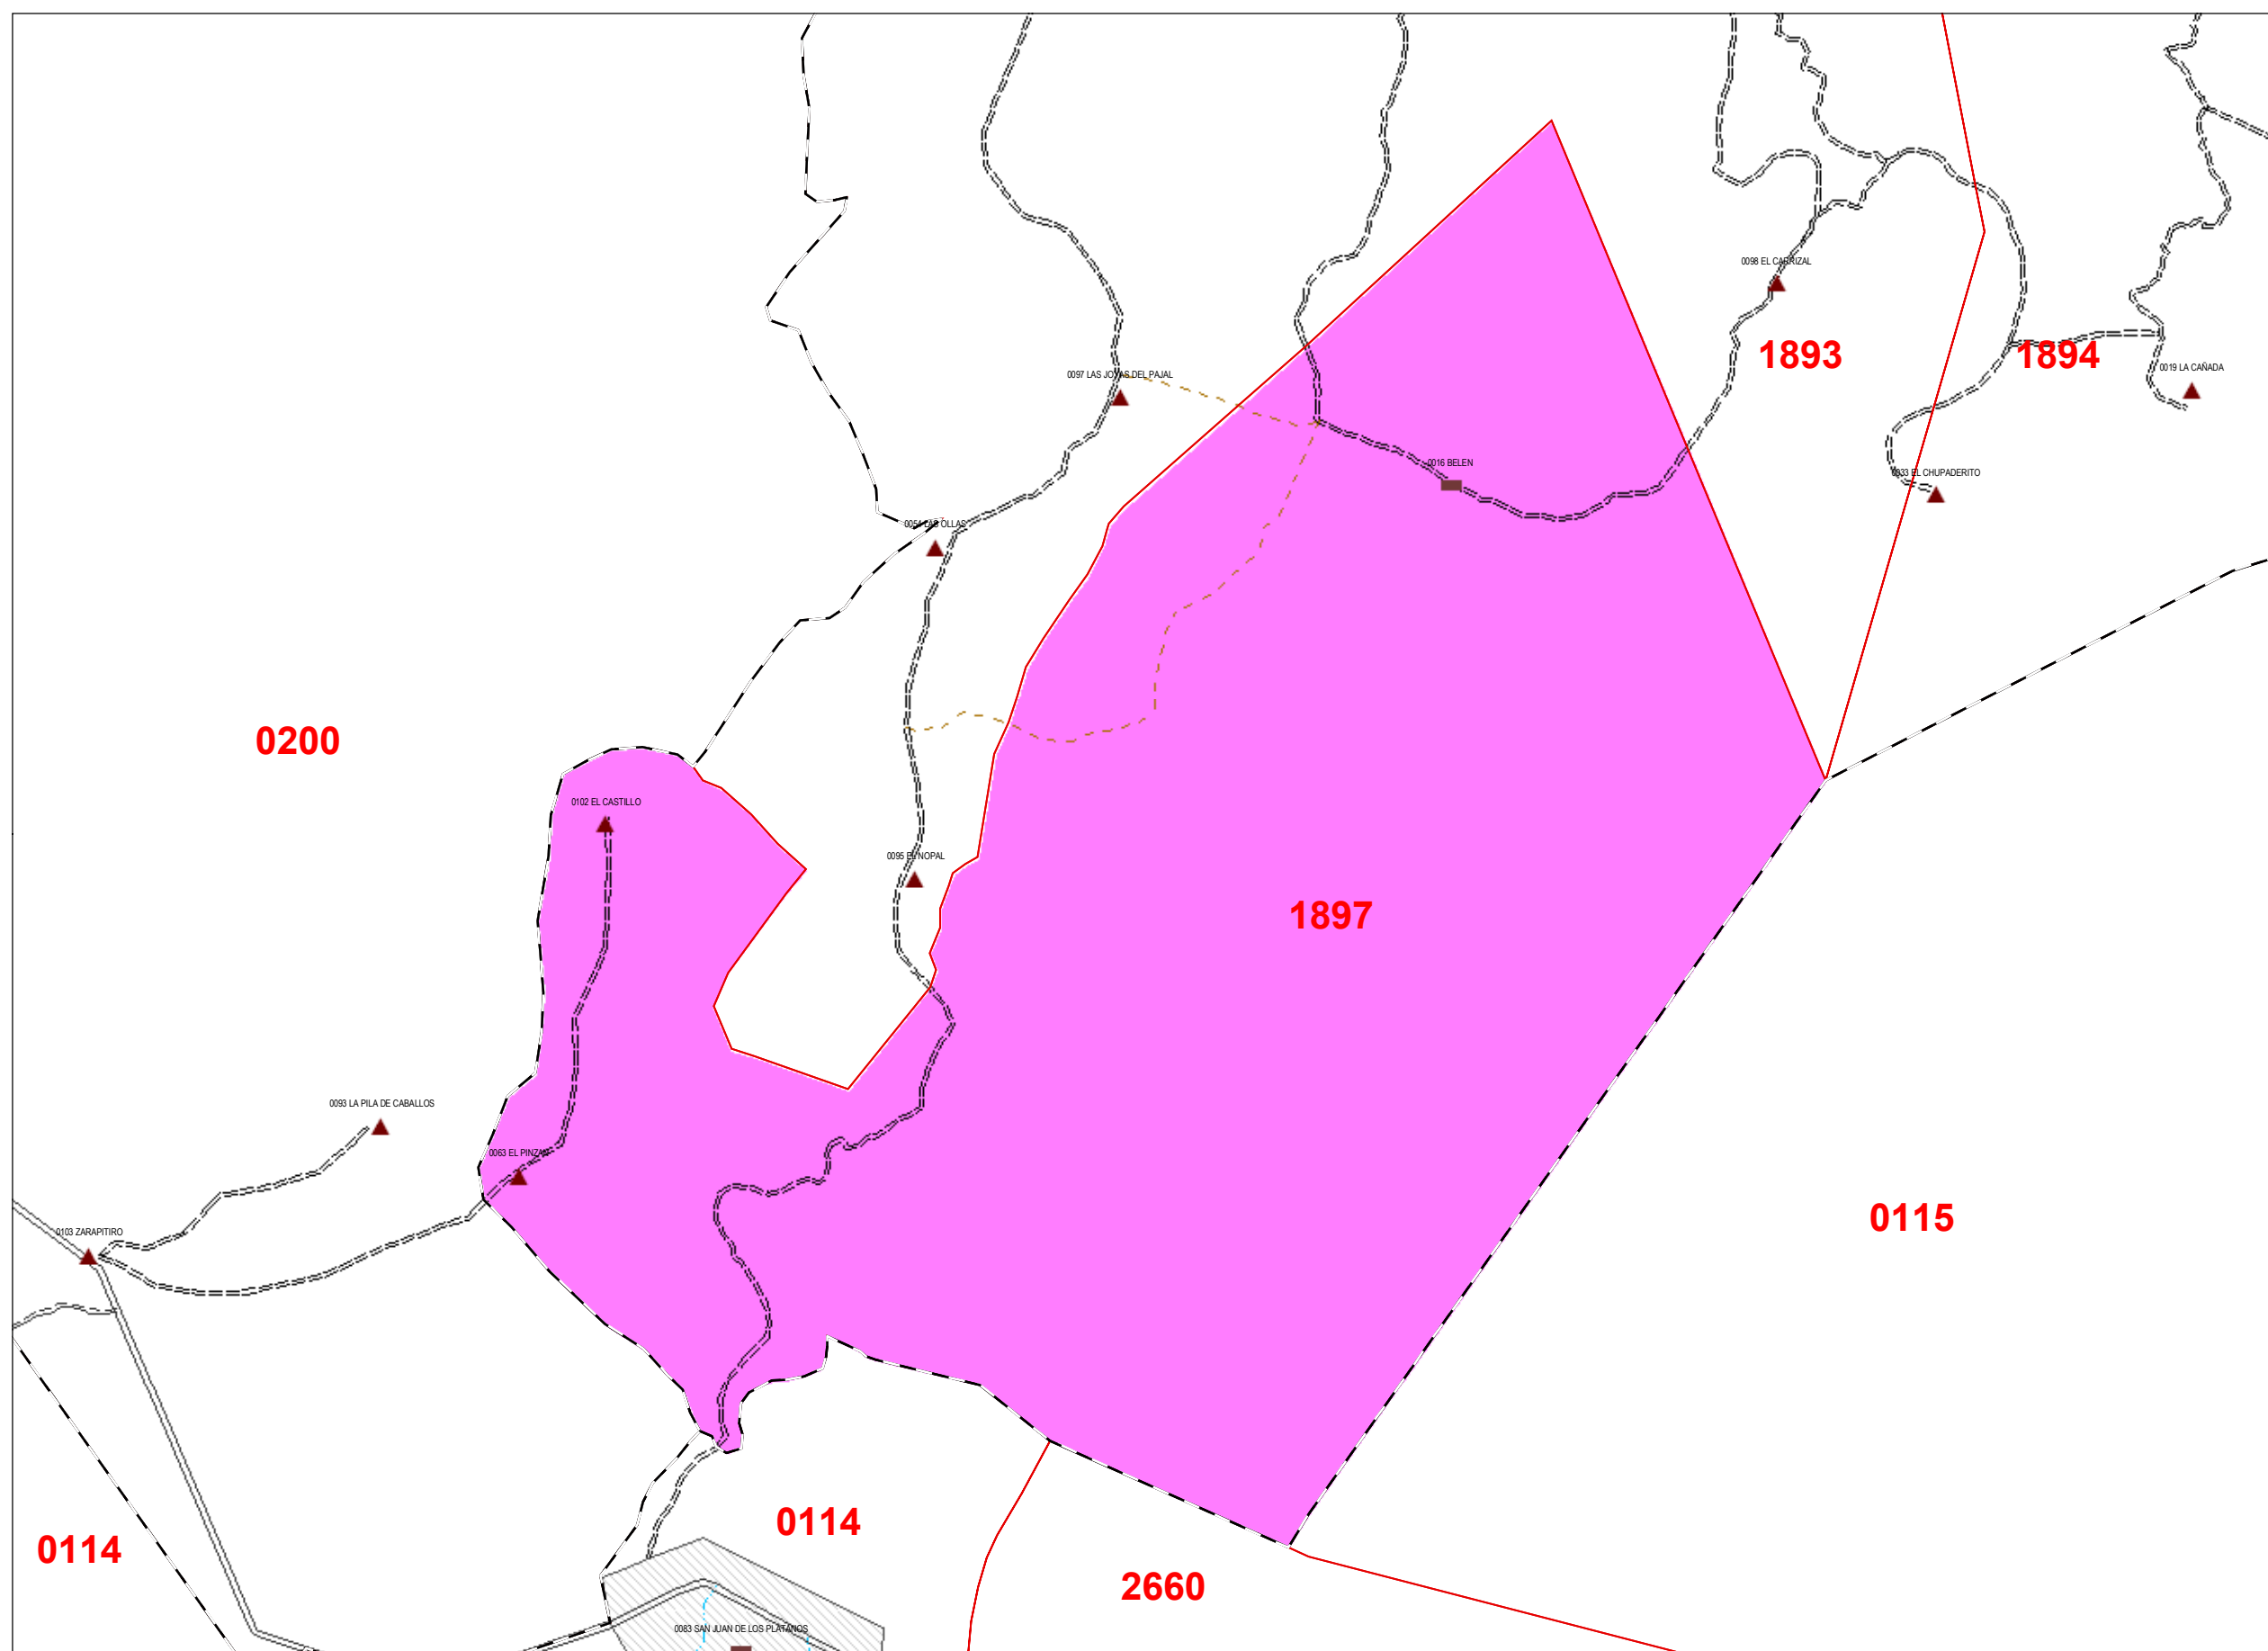 0098 EL CARRIZAL
1893
1894
0019 LA CAÑADA
0097 LAS JOYAS DEL PAJAL
0016 BELEN
0033 EL CHUPADERITO
0054 LAS OLLAS
0200
0102 EL CASTILLO
0095 EL NOPAL
1897
0093 LA PILA DE CABALLOS
0063 EL PINZAN
0115
0103 ZARAPITIRO
0114
0114
2660
0083 SAN JUAN DE LOS PLATANOS